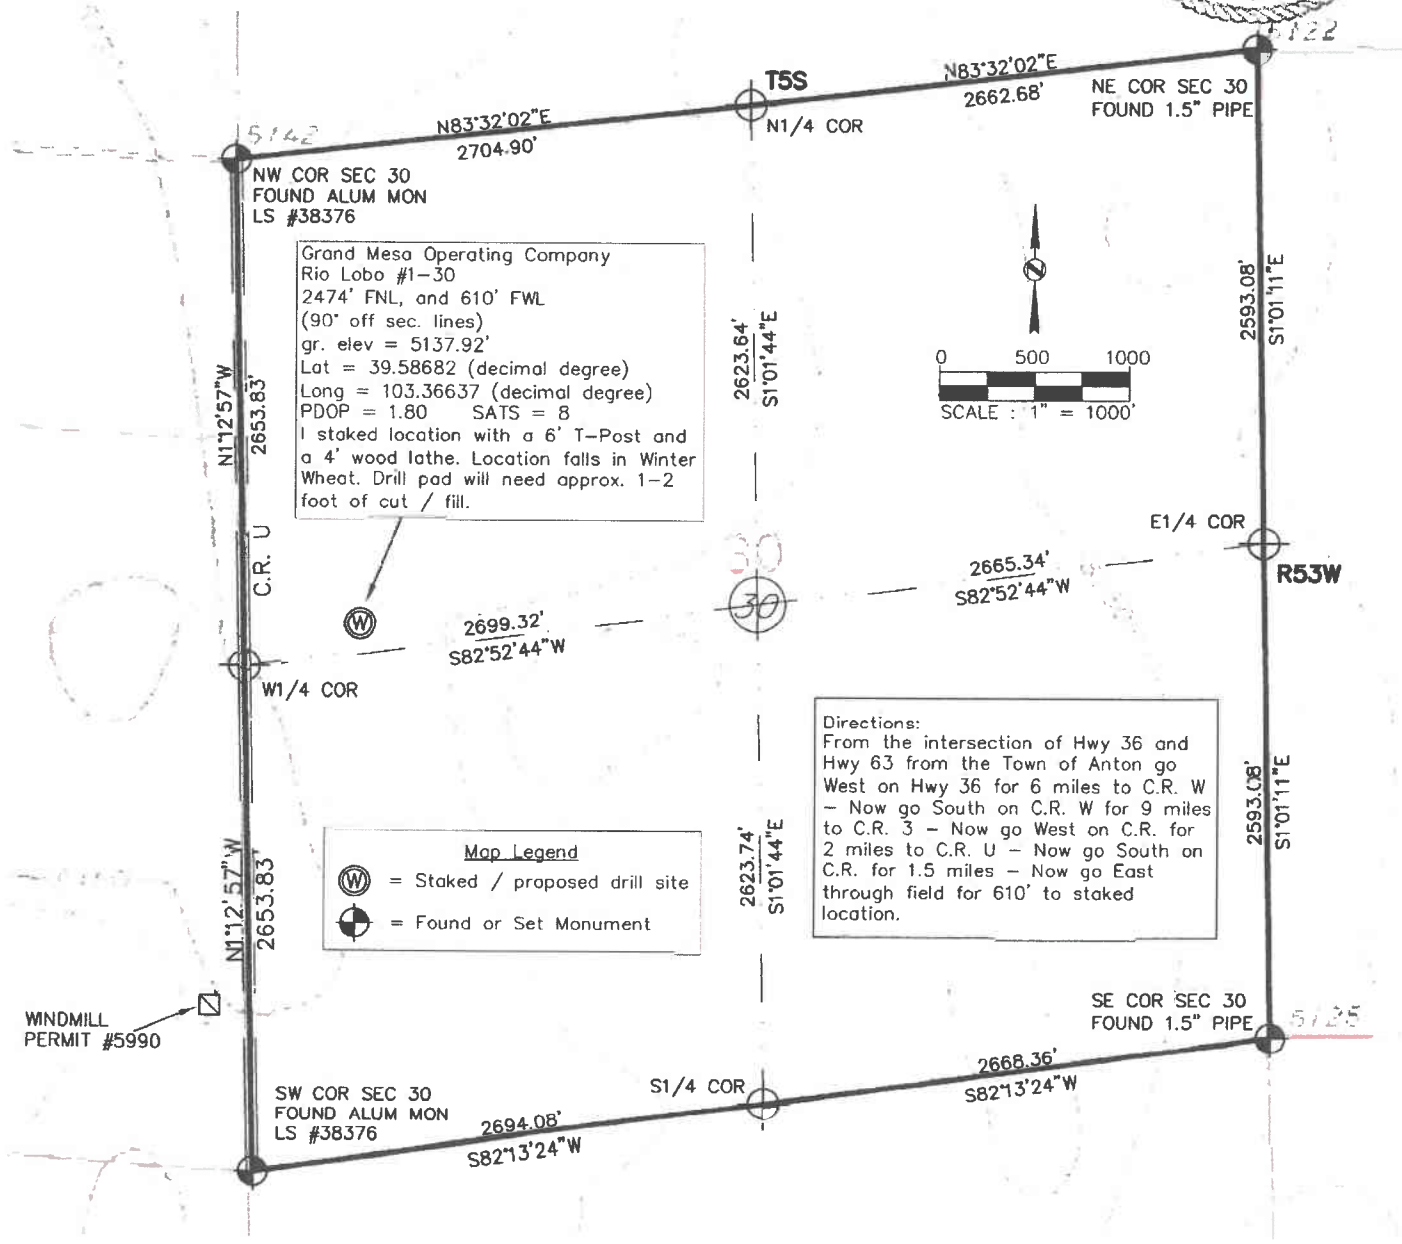 5122
T5S
N83°32'02"E
2662.68'
NE COR SEC 30
FOUND 1.5" PIPE
N1/4 COR
N83°32'02"E
2704.90'
5142
NW COR SEC 30
FOUND ALUM MON
LS #38376
Grand Mesa Operating Company
Rio Lobo #1-30
2474' FNL, and 610' FWL
(90° off sec. lines)
gr. elev = 5137.92'
Lat = 39.58682 (decimal degree)
Long = 103.36637 (decimal degree)
PDOP = 1.80 SATS = 8
I staked location with a 6' T-Post and
a 4' wood lathe. Location falls in Winter
Wheat. Drill pad will need approx. 1-2
foot of cut / fill.
N1°12'57"W
2653.83'
C.R. U
2623.64'
S1°01'44"E
0 500 1000
SCALE : 1" = 1000'
2593.08'
S1°01'11"E
E1/4 COR
R53W
30
30
2665.34'
S82°52'44"W
W
2699.32'
S82°52'44"W
W1/4 COR
Directions:
From the intersection of Hwy 36 and
Hwy 63 from the Town of Anton go
West on Hwy 36 for 6 miles to C.R. W
- Now go South on C.R. W for 9 miles
to C.R. 3 - Now go West on C.R. for
2 miles to C.R. U - Now go South on
C.R. for 1.5 miles - Now go East
through field for 610' to staked
location.
2593.08'
S1°01'11"E
2623.74'
S1°01'44"E
Map Legend
W = Staked / proposed drill site
= Found or Set Monument
N1°12'57"W
2653.83'
WINDMILL
PERMIT #5990
SE COR SEC 30
FOUND 1.5" PIPE
5125
2668.36'
S82°13'24"W
S1/4 COR
SW COR SEC 30
FOUND ALUM MON
LS #38376
2694.08'
S82°13'24"W